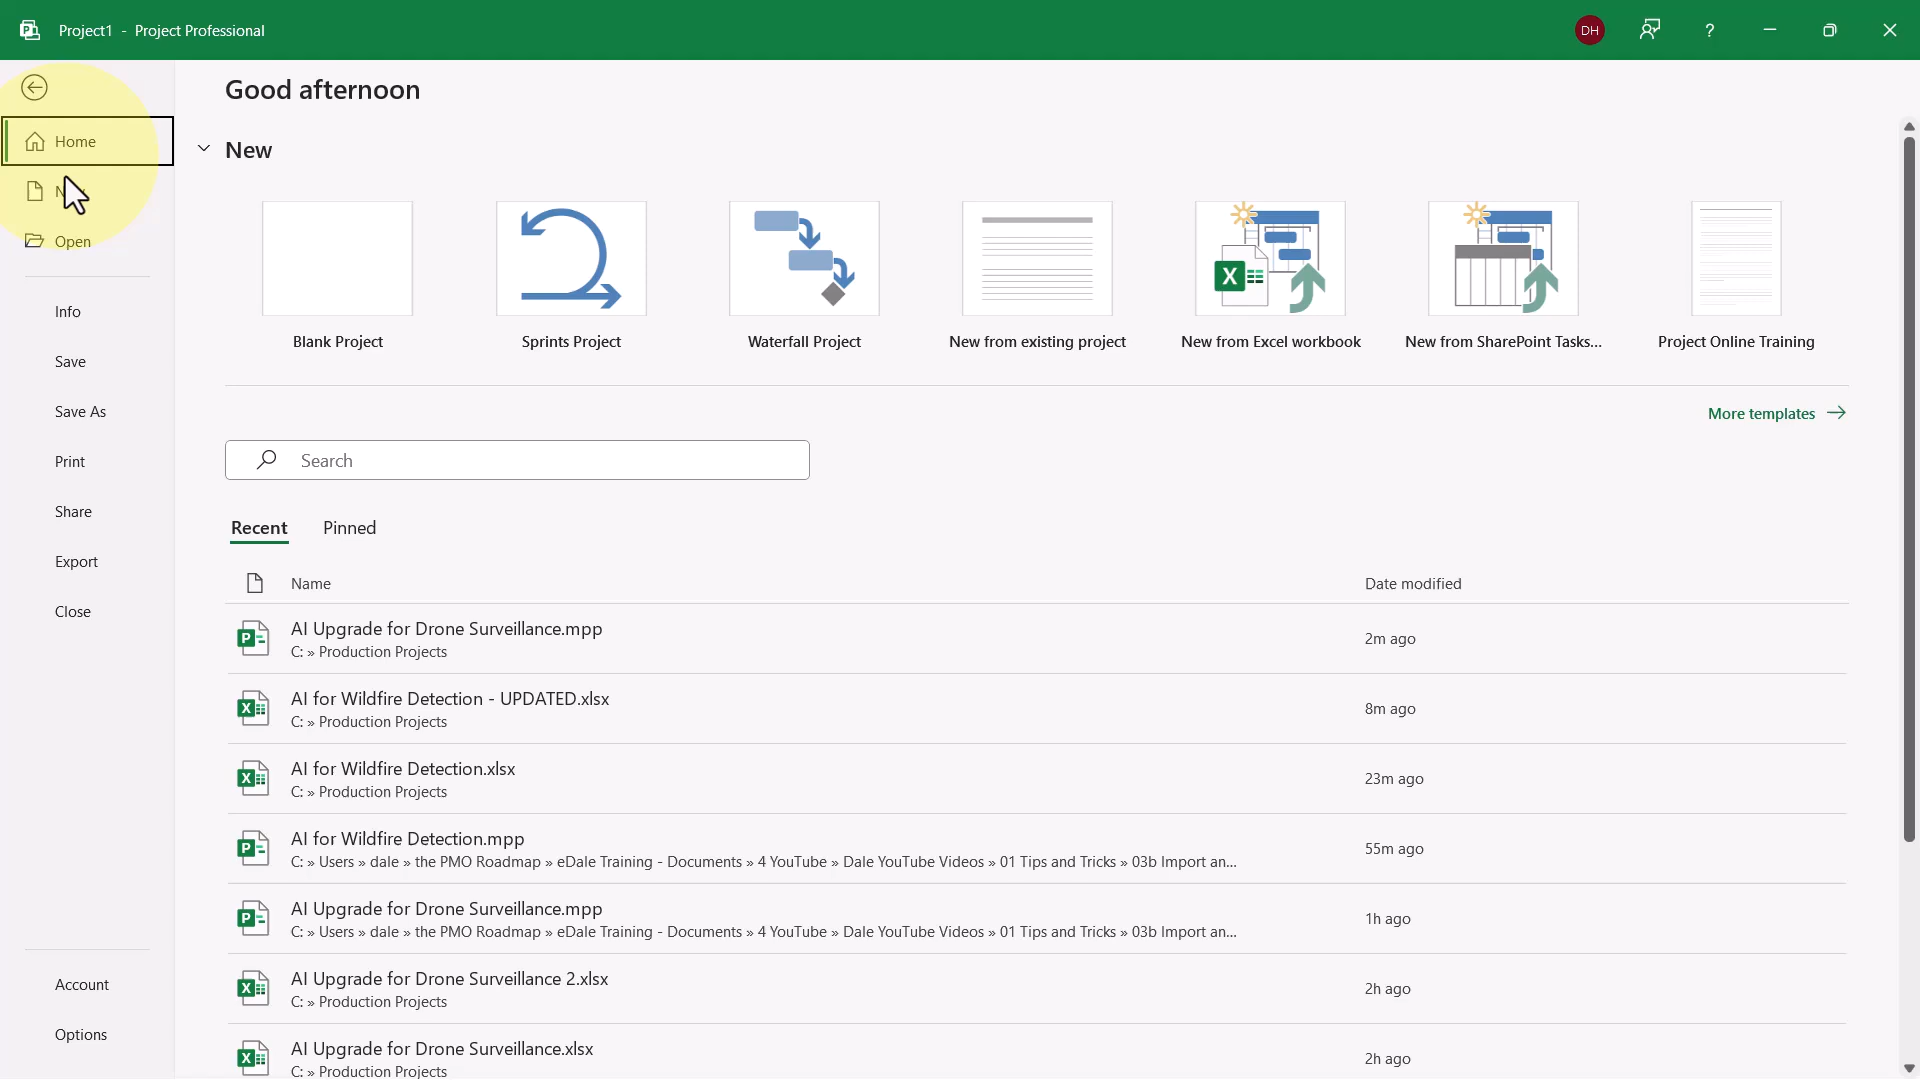 Project1 - Project Professional
DH
?
Good afternoon
Home
New
Open
Info
Save
Save As
Print
Share
Export
Close
Account
Options
New
Blank Project
Sprints Project
Waterfall Project
New from existing project
New from Excel workbook
New from SharePoint Tasks...
Project Online Training
More templates
Search
Recent Pinned
Name Date modified
AI Upgrade for Drone Surveillance.mpp
C: » Production Projects
2m ago
AI for Wildfire Detection - UPDATED.xlsx
C: » Production Projects
8m ago
AI for Wildfire Detection.xlsx
C: » Production Projects
23m ago
AI for Wildfire Detection.mpp
C: » Users » dale » the PMO Roadmap » eDale Training - Documents » 4 YouTube » Dale YouTube Videos » 01 Tips and Tricks » 03b Import an...
55m ago
AI Upgrade for Drone Surveillance.mpp
C: » Users » dale » the PMO Roadmap » eDale Training - Documents » 4 YouTube » Dale YouTube Videos » 01 Tips and Tricks » 03b Import an...
1h ago
AI Upgrade for Drone Surveillance 2.xlsx
C: » Production Projects
2h ago
AI Upgrade for Drone Surveillance.xlsx
C: » Production Projects
2h ago